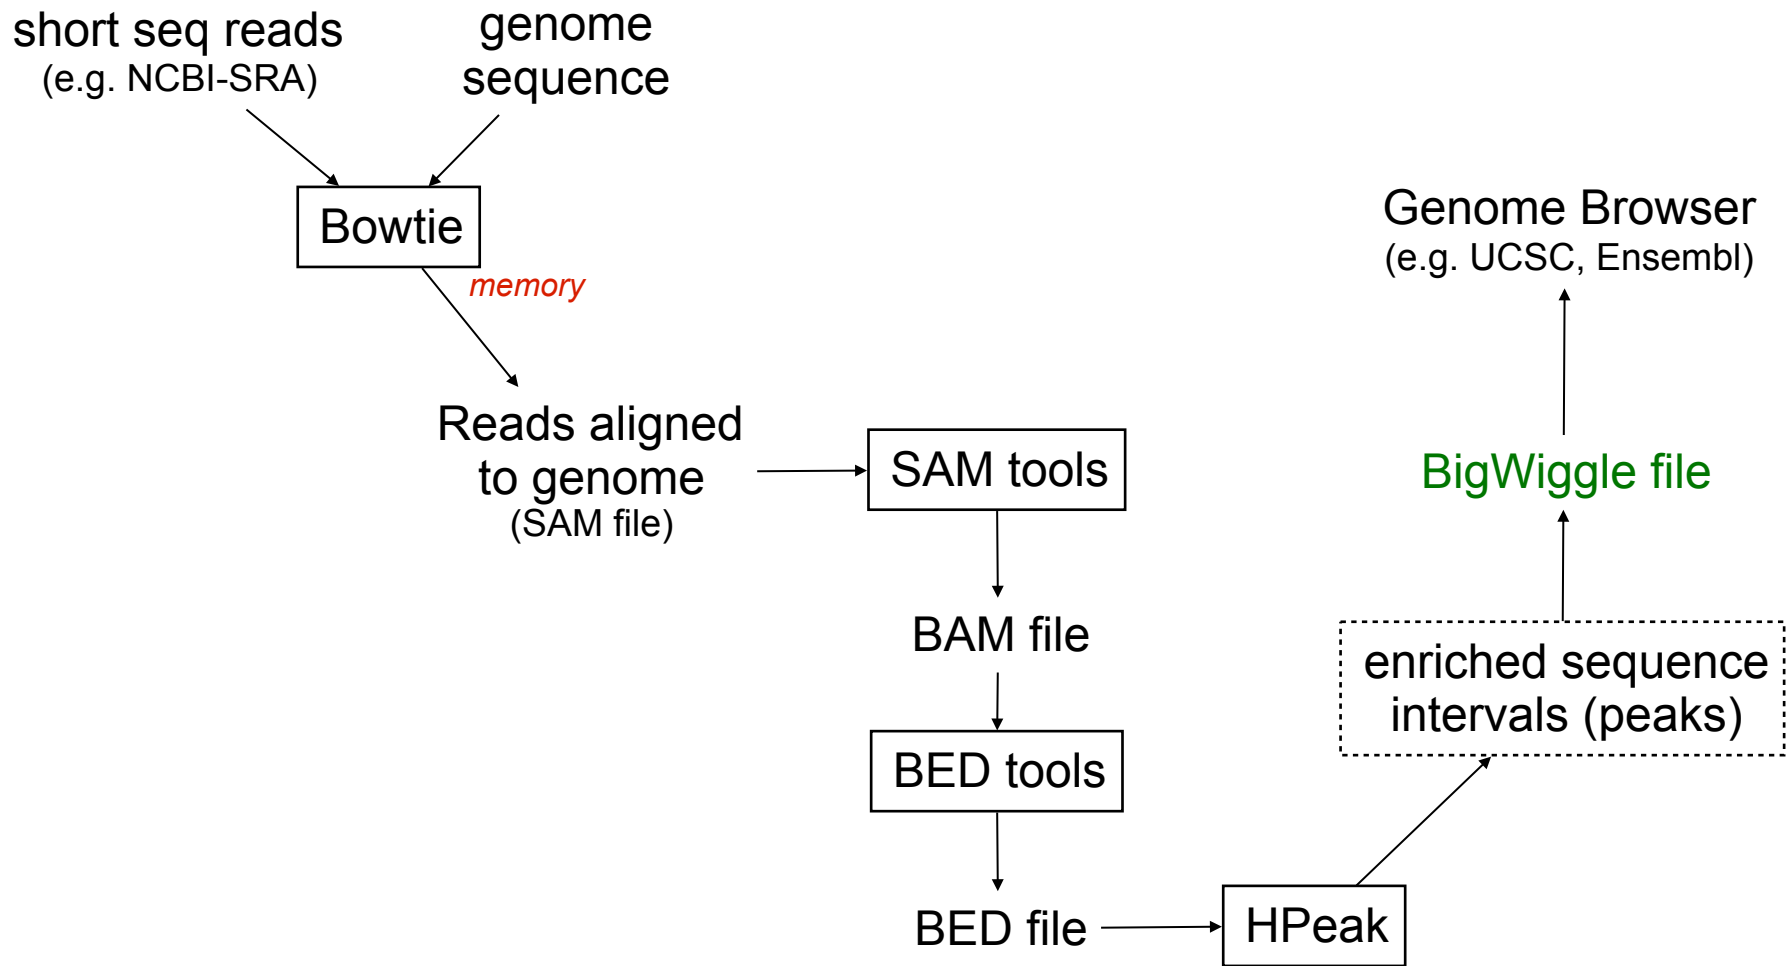 short seq reads
(e.g. NCBI-SRA)
genome
sequence
Bowtie
memory
Reads aligned
to genome
(SAM file)
SAM tools
BAM file
BED tools
BED file
HPeak
enriched sequence
intervals (peaks)
BigWiggle file
Genome Browser
(e.g. UCSC, Ensembl)